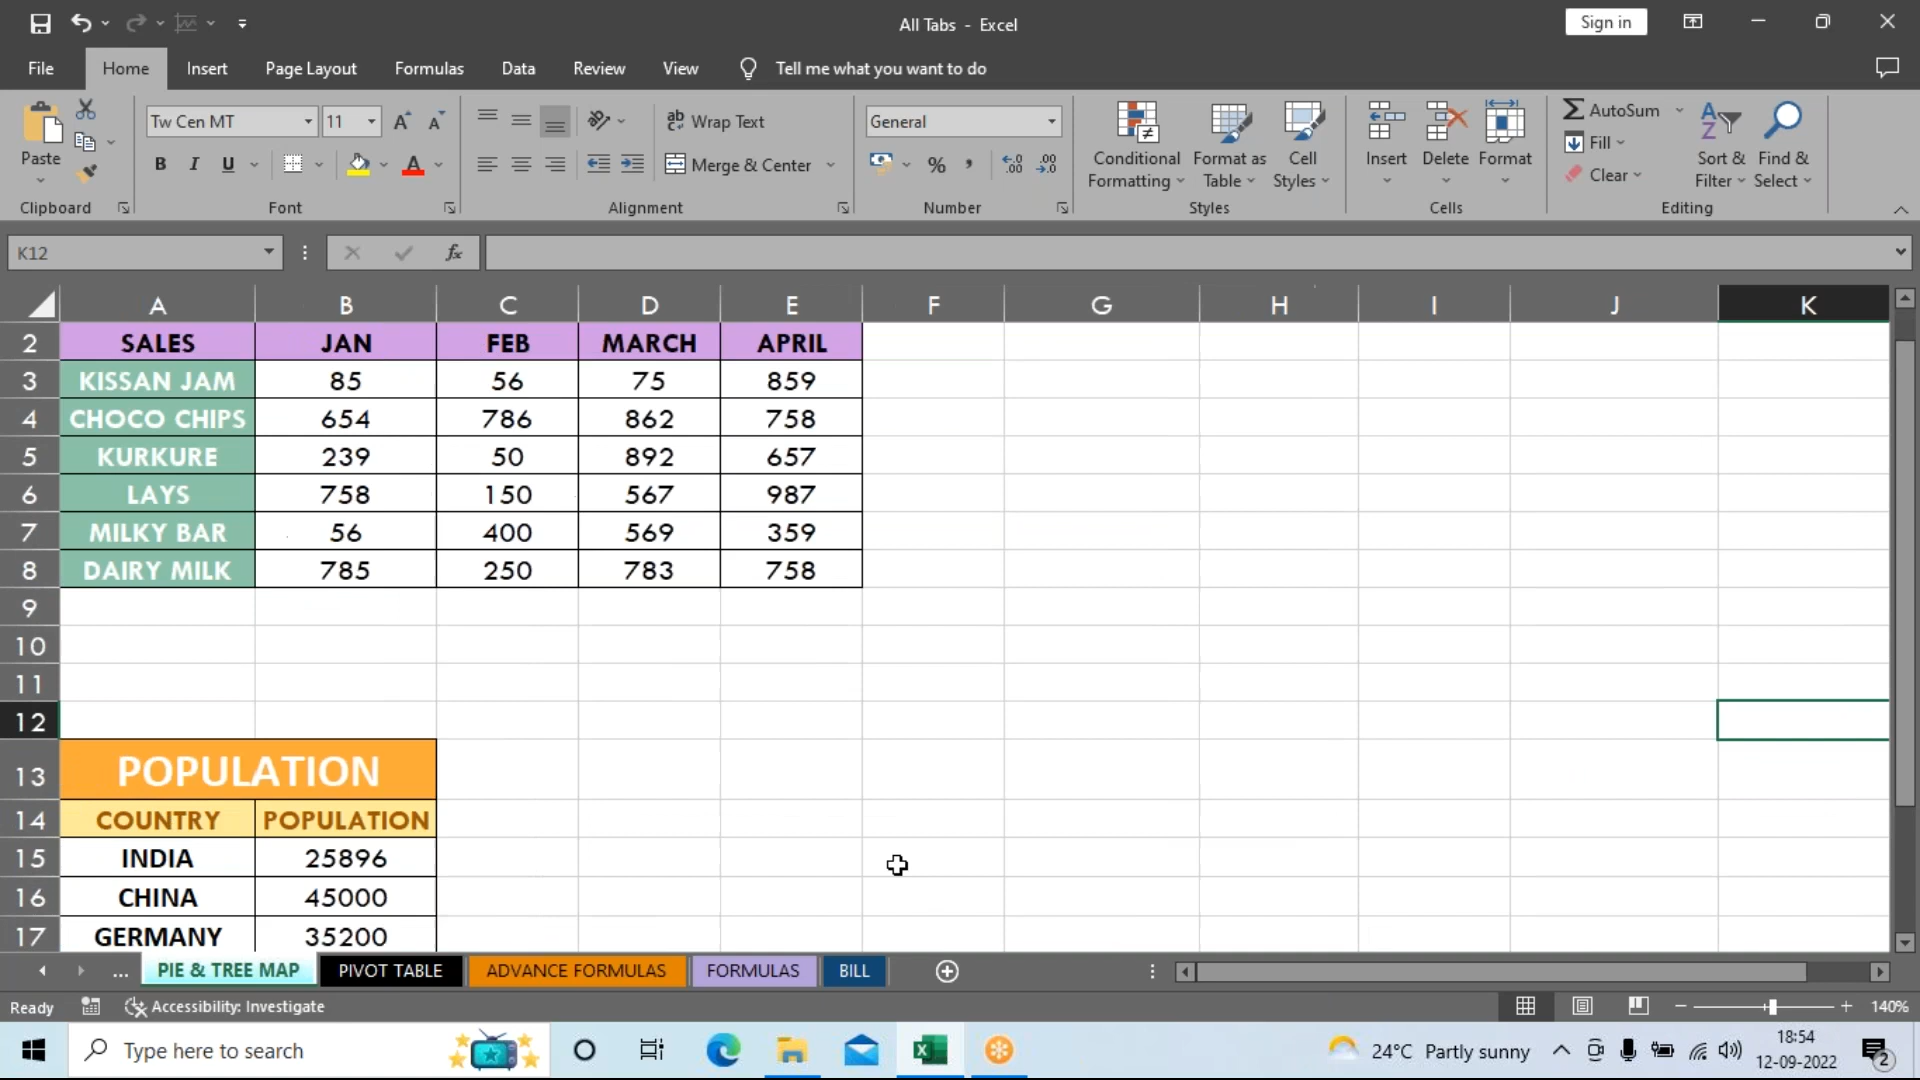 All Tabs - Excel
Sign in
File Home Insert Page Layout Formulas Data Review View Tell me what you want to do
Paste
Clipboard
Tw Cen MT 11
B I U
Font
Wrap Text
Merge & Center
Alignment
General
% ,
Number
Conditional Formatting
Format as Table
Cell Styles
Styles
Insert
Delete
Format
Cells
AutoSum
Fill
Clear
Sort & Filter
Find & Select
Editing
K12 fx
A B C D E F G H I J K
2 SALES JAN FEB MARCH APRIL
3 KISSAN JAM 85 56 75 859
4 CHOCO CHIPS 654 786 862 758
5 KURKURE 239 50 892 657
6 LAYS 758 150 567 987
7 MILKY BAR 56 400 569 359
8 DAIRY MILK 785 250 783 758
9
10
11
12
13 POPULATION
14 COUNTRY POPULATION
15 INDIA 25896
16 CHINA 45000
17 GERMANY 35200
... PIE & TREE MAP PIVOT TABLE ADVANCE FORMULAS FORMULAS BILL
Ready Accessibility: Investigate 140%
Type here to search
24°C Partly sunny
18:54
12-09-2022
2